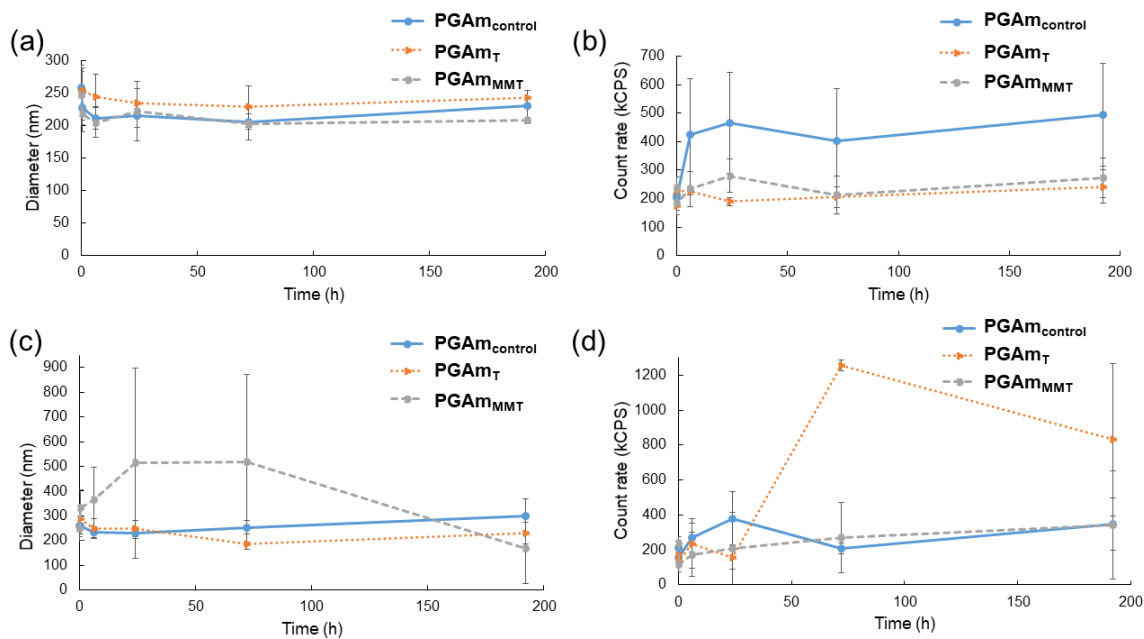 (a)
PGAmcontrol
PGAmT
PGAmMMT
300
250
200
150
100
50
0
Diameter (nm)
0 50 100 150 200
Time (h)
(b)
PGAmcontrol
PGAmT
PGAmMMT
700
600
500
400
300
200
100
0
Count rate (kCPS)
0 50 100 150 200
Time (h)
(c)
PGAmcontrol
PGAmT
PGAmMMT
900
800
700
600
500
400
300
200
100
0
Diameter (nm)
0 50 100 150 200
Time (h)
(d)
PGAmcontrol
PGAmT
PGAmMMT
1200
1000
800
600
400
200
0
Count rate (kCPS)
0 50 100 150 200
Time (h)